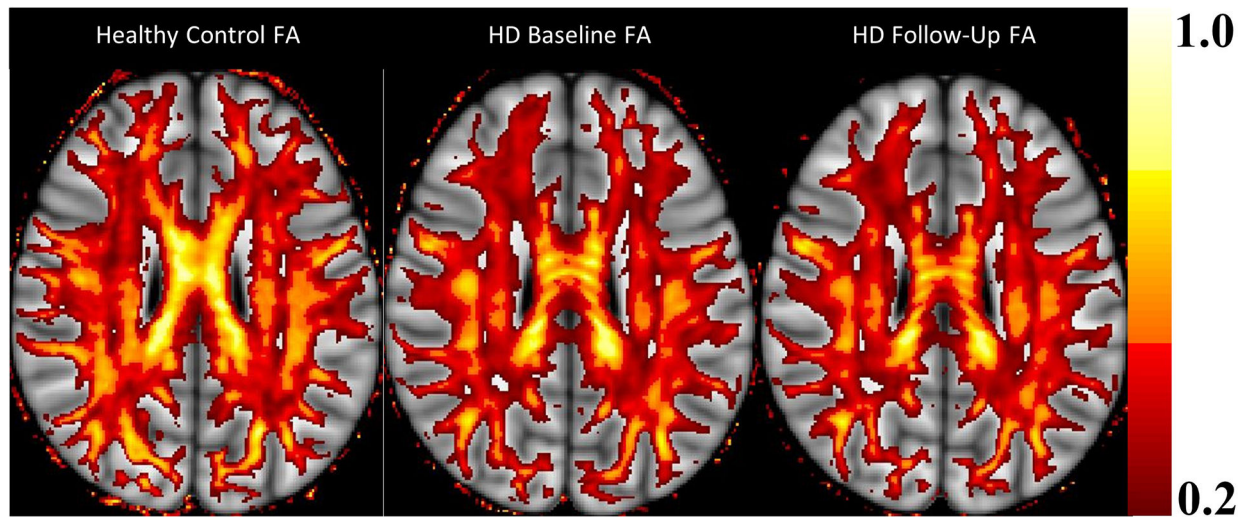 Healthy Control FA
HD Baseline FA
HD Follow-Up FA
1.0
0.2